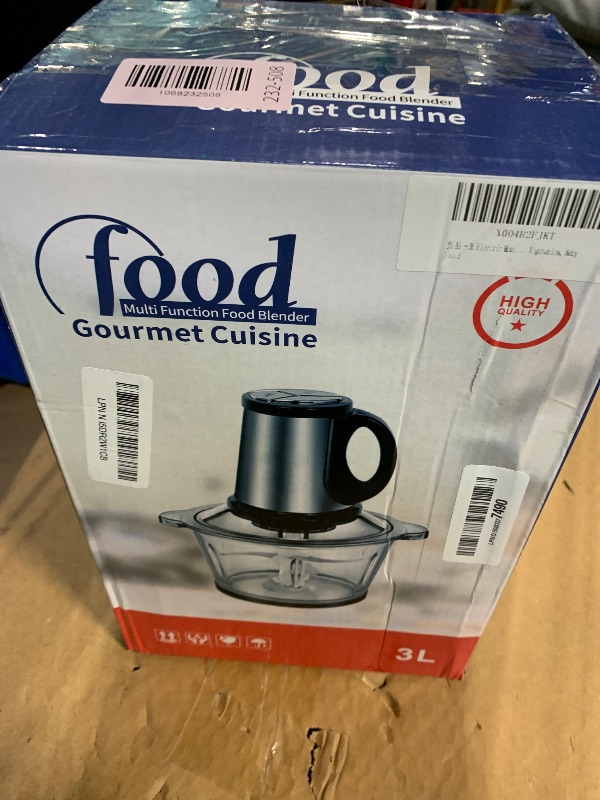 1068232508
232-508
food
Function Food Blender
Gourmet Cuisine
food
Multi Function Food Blender
Gourmet Cuisine
HIGH
QUALITY
7490
3L